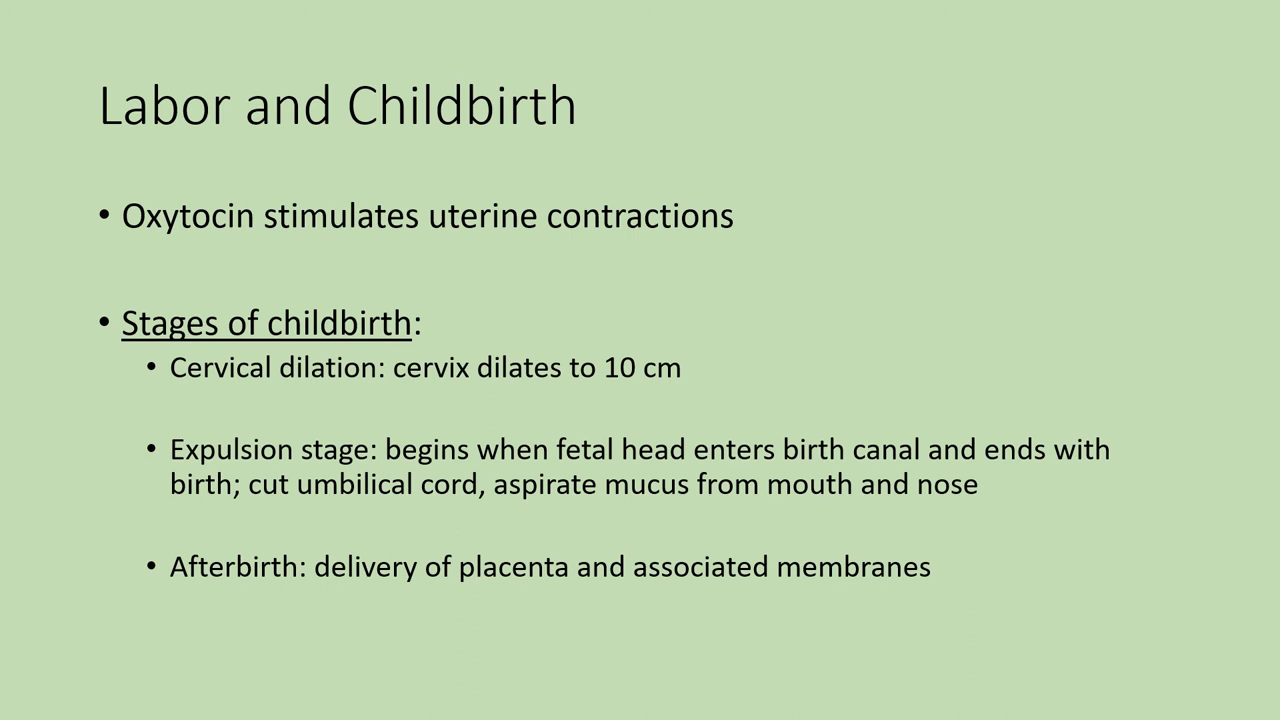 Labor and Childbirth
• Oxytocin stimulates uterine contractions
• Stages of childbirth:
• Cervical dilation: cervix dilates to 10 cm
• Expulsion stage: begins when fetal head enters birth canal and ends with
birth; cut umbilical cord, aspirate mucus from mouth and nose
• Afterbirth: delivery of placenta and associated membranes